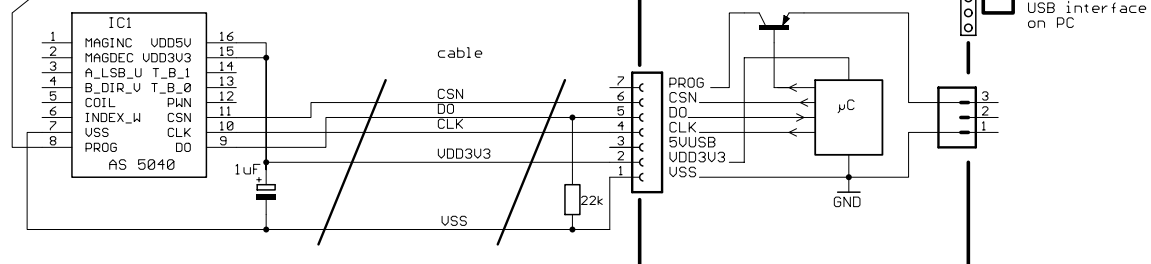 USB interface
on PC
IC1
1 MAGINC VDD5V 16
2 MAGDEC VDD3V3 15
3 A_LSB_U T_B_1 14
4 B_DIR_V T_B_0 13
5 COIL PWN 12
6 INDEX_W CSN 11
7 VSS CLK 10
8 PROG DO 9
AS 5040
1uF
+
cable
CSN
DO
CLK
VDD3V3
VSS
22k
7 PROG
6 CSN
5 DO
4 CLK
3 5VUSB
2 VDD3V3
1 VSS
µC
GND
3
2
1